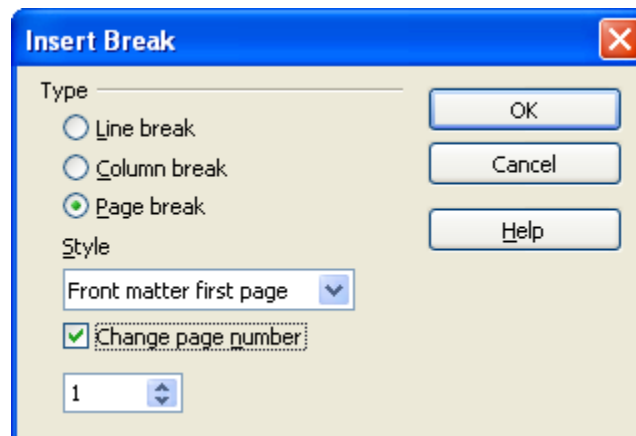 Insert Break
Type
Line break
Column break
Page break
Style
Front matter first page
Change page number
1
OK
Cancel
Help